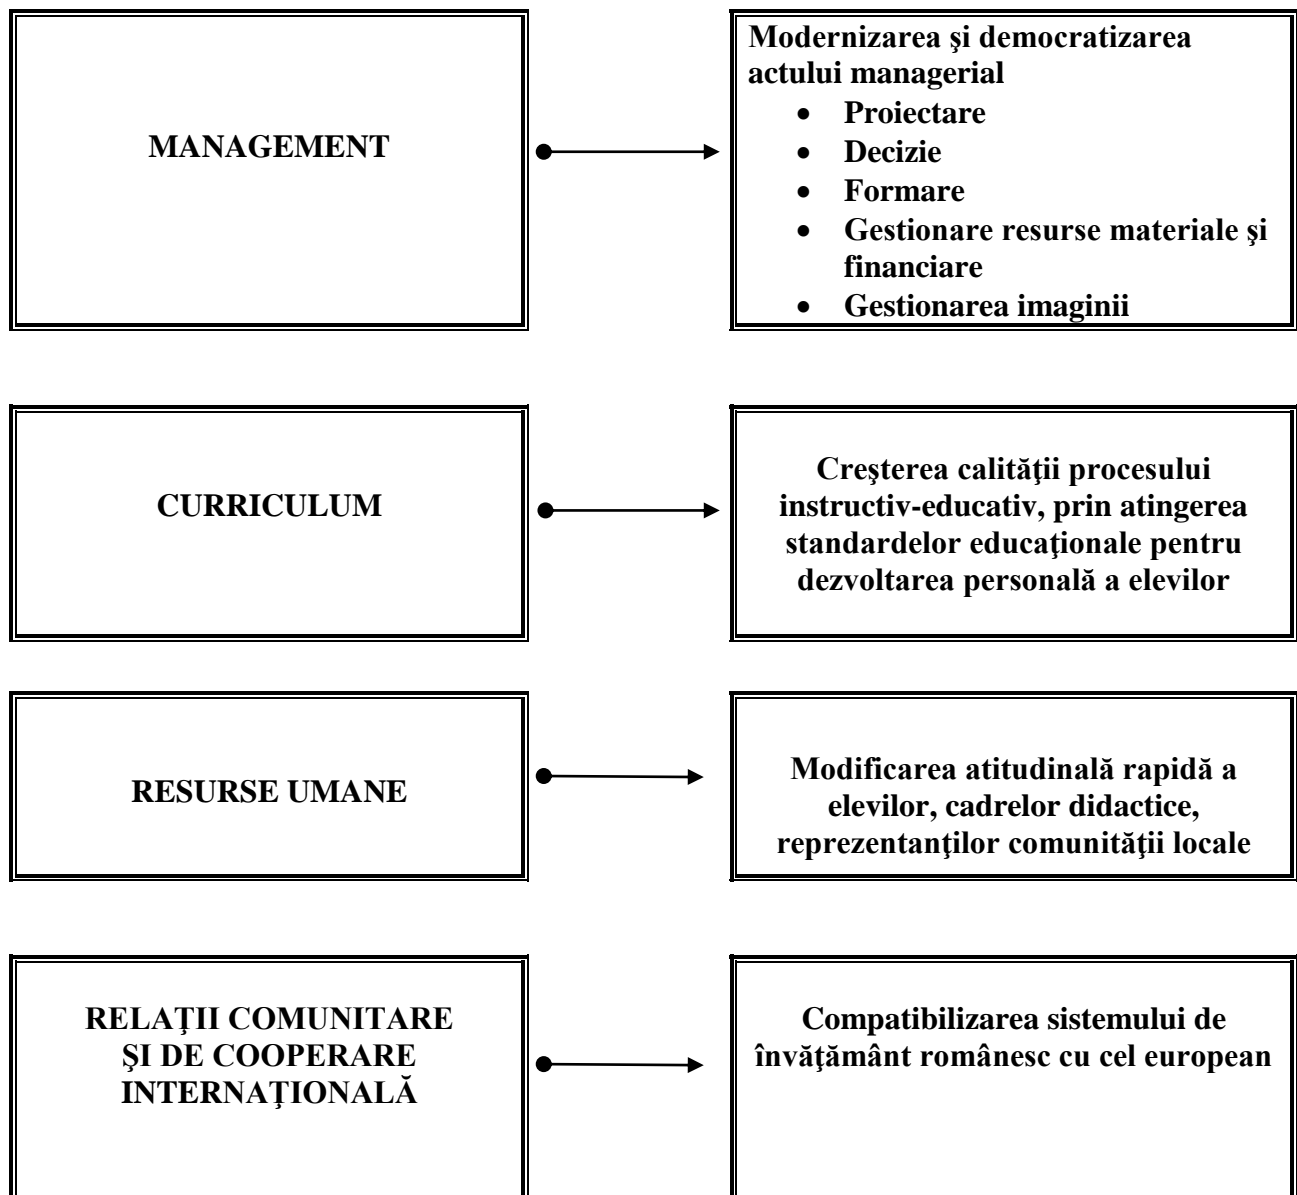 MANAGEMENT
Modernizarea şi democratizarea
actului managerial
• Proiectare
• Decizie
• Formare
• Gestionare resurse materiale şi
financiare
• Gestionarea imaginii
CURRICULUM
Creşterea calităţii procesului
instructiv-educativ, prin atingerea
standardelor educaţionale pentru
dezvoltarea personală a elevilor
RESURSE UMANE
Modificarea atitudinală rapidă a
elevilor, cadrelor didactice,
reprezentanţilor comunităţii locale
RELAŢII COMUNITARE
ŞI DE COOPERARE
INTERNAŢIONALĂ
Compatibilizarea sistemului de
învăţământ românesc cu cel european